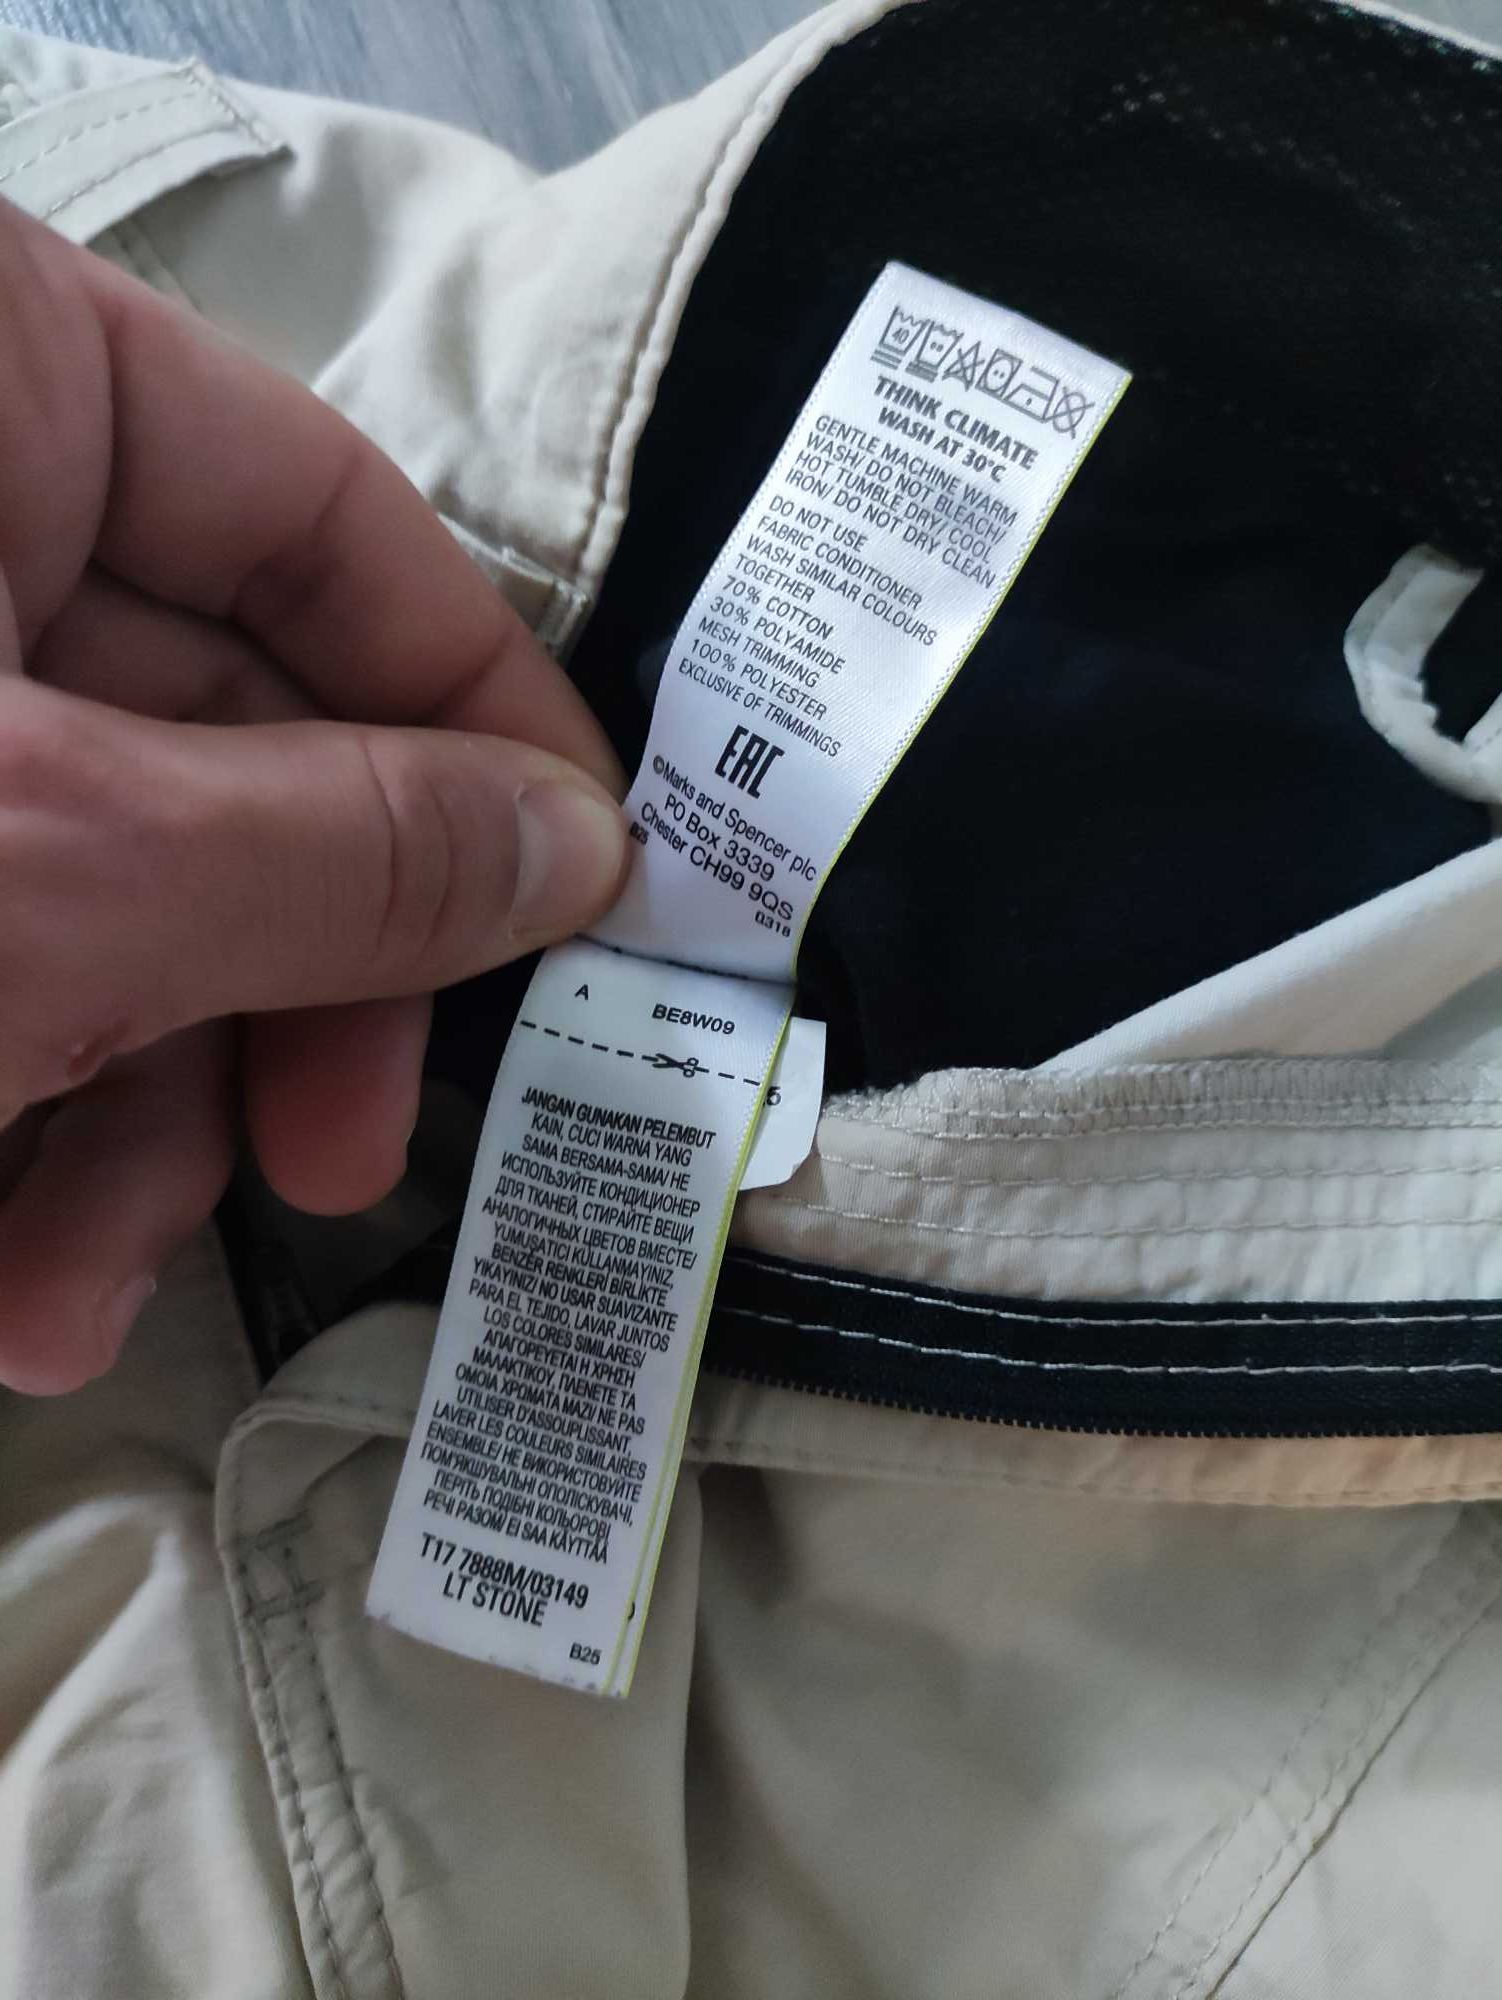 40
THINK CLIMATE
WASH AT 30°C
GENTLE MACHINE WARM
WASH/ DO NOT BLEACH/
HOT TUMBLE DRY/ COOL
IRON/ DO NOT DRY CLEAN
DO NOT USE
FABRIC CONDITIONER
WASH SIMILAR COLOURS
TOGETHER
70% COTTON
30% POLYAMIDE
MESH TRIMMING
100% POLYESTER
EXCLUSIVE OF TRIMMINGS
EAC
©Marks and Spencer plc
PO Box 3339
Chester CH99 9QS
B25
0318
A BE8W09
6
JANGAN GUNAKAN PELEMBUT
KAIN, CUCI WARNA YANG
SAMA BERSAMA-SAMA/ НЕ
ИСПОЛЬЗУЙТЕ КОНДИЦИОНЕР
ДЛЯ ТКАНЕЙ, СТИРАЙТЕ ВЕЩИ
АНАЛОГИЧНЫХ ЦВЕТОВ ВМЕСТЕ/
YUMUŞATICI KULLANMAYINIZ,
BENZER RENKLERİ BİRLİKTE
YIKAYINIZ/ NO USAR SUAVIZANTE
PARA EL TEJIDO, LAVAR JUNTOS
LOS COLORES SIMILARES/
ΑΠΑΓΟΡΕΥΕΤΑΙ Η ΧΡΗΣΗ
ΜΑΛΑΚΤΙΚΟΥ, ΠΛΕΝΕΤΕ ΤΑ
ΟΜΟΙΑ ΧΡΩΜΑΤΑ ΜΑΖΙ/ NE PAS
UTILISER D'ASSOUPLISSANT,
LAVER LES COULEURS SIMILAIRES
ENSEMBLE/ НЕ ВИКОРИСТОВУЙТЕ
ПОМ'ЯКШУВАЛЬНІ ОПОЛІСКУВАЧІ,
ПЕРІТЬ ПОДІБНІ КОЛЬОРОВІ
РЕЧІ РАЗОМ/ EI SAA KÄYTTÄÄ
T17 7888M/03149
LT STONE
B25